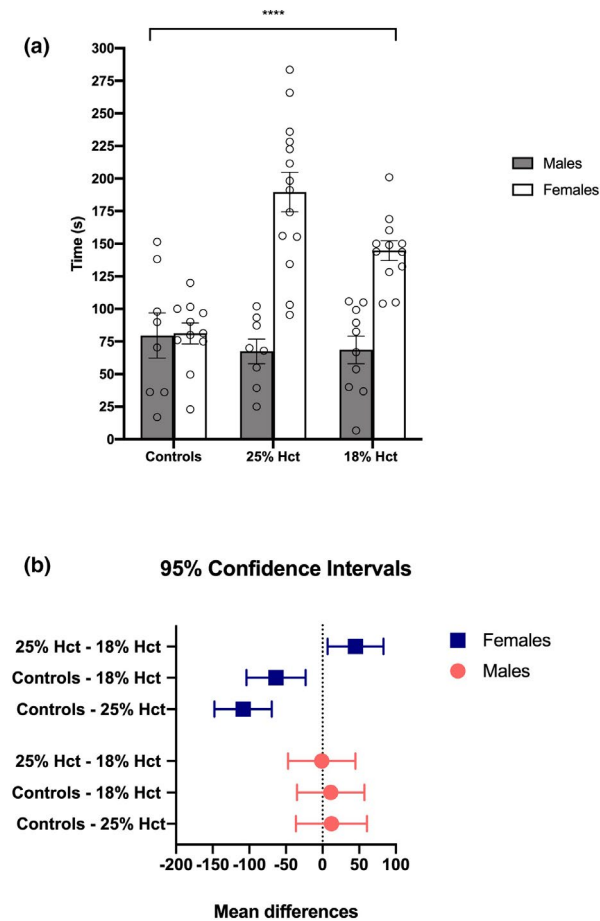 ****
(a)
300
275
250
225
200
175
150
125
100
75
50
25
0
Time (s)
Controls
25% Hct
18% Hct
Males
Females
(b)
95% Confidence Intervals
25% Hct - 18% Hct
Controls - 18% Hct
Controls - 25% Hct
25% Hct - 18% Hct
Controls - 18% Hct
Controls - 25% Hct
-200 -150 -100 -50 0 50 100
Mean differences
Females
Males